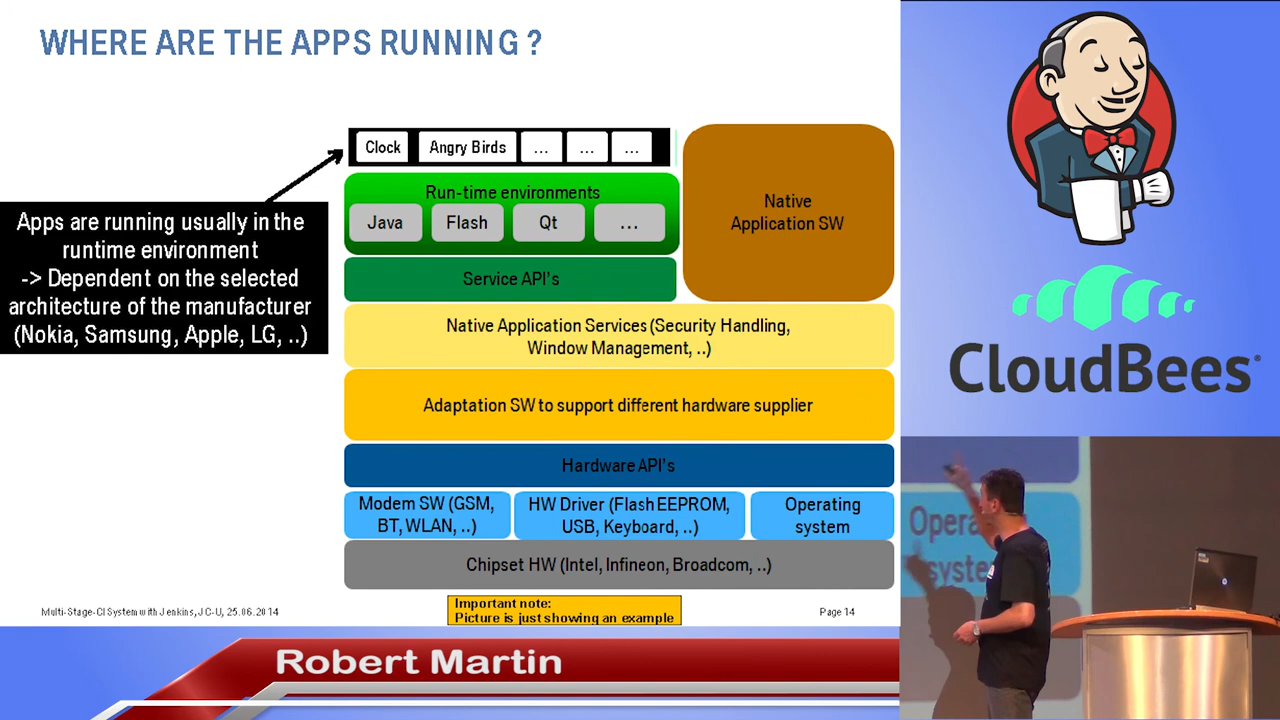 WHERE ARE THE APPS RUNNING ?
Clock
Angry Birds
...
...
...
Run-time environments
Java
Flash
Qt
...
Native
Application SW
Apps are running usually in the
runtime environment
-> Dependent on the selected
architecture of the manufacturer
(Nokia, Samsung, Apple, LG, ..)
Service API's
Native Application Services (Security Handling,
Window Management, ..)
Adaptation SW to support different hardware supplier
Hardware API's
Modem SW (GSM,
BT, WLAN, ..)
HW Driver (Flash EEPROM,
USB, Keyboard, ..)
Operating
system
Chipset HW (Intel, Infineon, Broadcom, ..)
Multi-Stage-CI System with Jenkins, JC-U, 25.06.2014
Important note:
Picture is just showing an example
Page 14
Robert Martin
CloudBees
Opera
syste